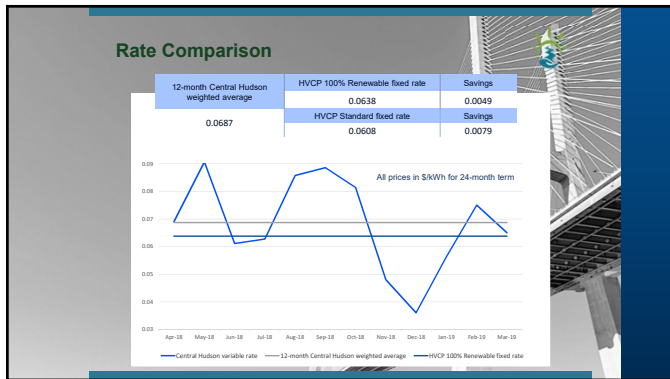 Rate Comparison
12-month Central Hudson weighted average
HVCP 100% Renewable fixed rate
Savings
0.0638
0.0049
0.0687
HVCP Standard fixed rate
Savings
0.0608
0.0079
All prices in $/kWh for 24-month term
0.09
0.08
0.07
0.06
0.05
0.04
0.03
Apr-18 May-18 Jun-18 Jul-18 Aug-18 Sep-18 Oct-18 Nov-18 Dec-18 Jan-19 Feb-19 Mar-19
Central Hudson variable rate 12-month Central Hudson weighted average HVCP 100% Renewable fixed rate